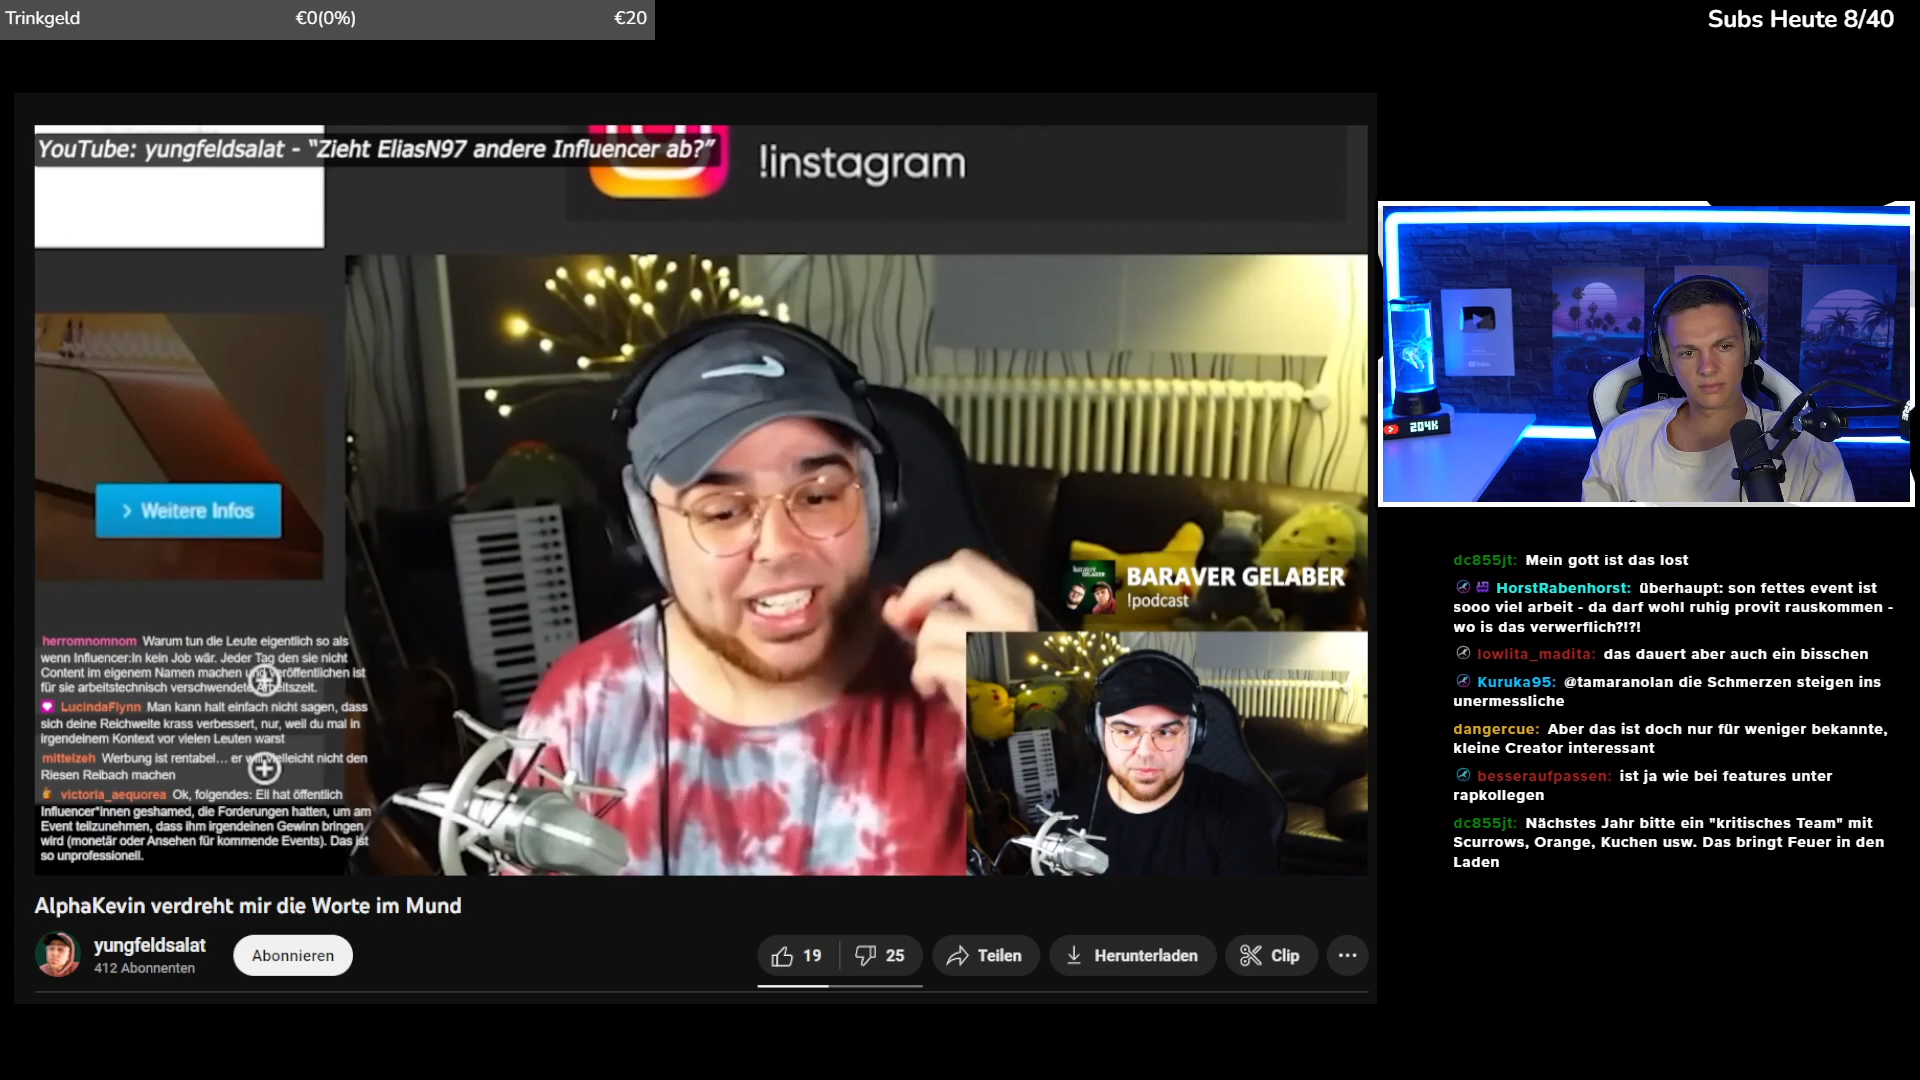 Trinkgeld €0(0%) €20
Subs Heute 8/40
YouTube: yungfeldsalat - “Zieht EliasN97 andere Influencer ab?”
!instagram
> Weitere Infos
BARAVER GELABER
!podcast
herromnomnom Warum tun die Leute eigentlich so als
wenn Influencer:In kein Job wär. Jeder Tag den sie nicht
Content im eigenem Namen machen und veröffentlichen ist
für sie arbeitstechnisch verschwendete Arbeitszeit.
LucindaFlynn Man kann halt einfach nicht sagen, dass
sich deine Reichweite krass verbessert, nur, weil du mal in
irgendeinem Kontext vor vielen Leuten warst
mittelzeh Werbung ist rentabel... er will vielleicht nicht den
Riesen Reibach machen
victoria_aequorea Ok, folgendes: Eli hat öffentlich
Influencer*innen geshamed, die Forderungen hatten, um am
Event teilzunehmen, dass ihm irgendeinen Gewinn bringen
wird (monetär oder Ansehen für kommende Events). Das ist
so unprofessionell.
AlphaKevin verdreht mir die Worte im Mund
yungfeldsalat
412 Abonnenten
Abonnieren
19 25 Teilen Herunterladen Clip ...
204K
dc855jt: Mein gott ist das lost
HorstRabenhorst: überhaupt: son fettes event ist
sooo viel arbeit - da darf wohl ruhig provit rauskommen -
wo is das verwerflich?!?!
lowlita_madita: das dauert aber auch ein bisschen
Kuruka95: @tamaranolan die Schmerzen steigen ins
unermessliche
dangercue: Aber das ist doch nur für weniger bekannte,
kleine Creator interessant
besseraufpassen: ist ja wie bei features unter
rapkollegen
dc855jt: Nächstes Jahr bitte ein "kritisches Team" mit
Scurrows, Orange, Kuchen usw. Das bringt Feuer in den
Laden